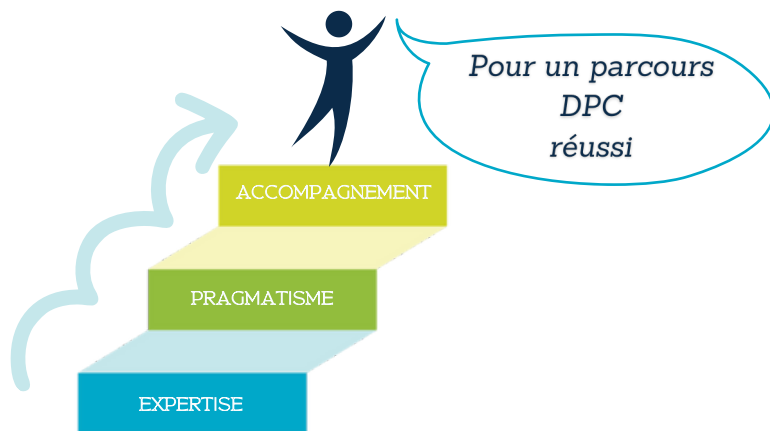 Pour un parcours
DPC
réussi
ACCOMPAGNEMENT
PRAGMATISME
EXPERTISE